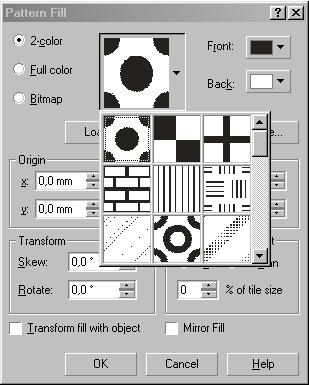 Pattern Fill
2-color
Front:
Full color
Back:
Bitmap
Loa
e...
Origin
x: 0,0 mm
y: 0,0 mm
Transform
t
Skew: 0,0 °
Rotate: 0,0 °
0 % of tile size
Transform fill with object
Mirror Fill
OK
Cancel
Help